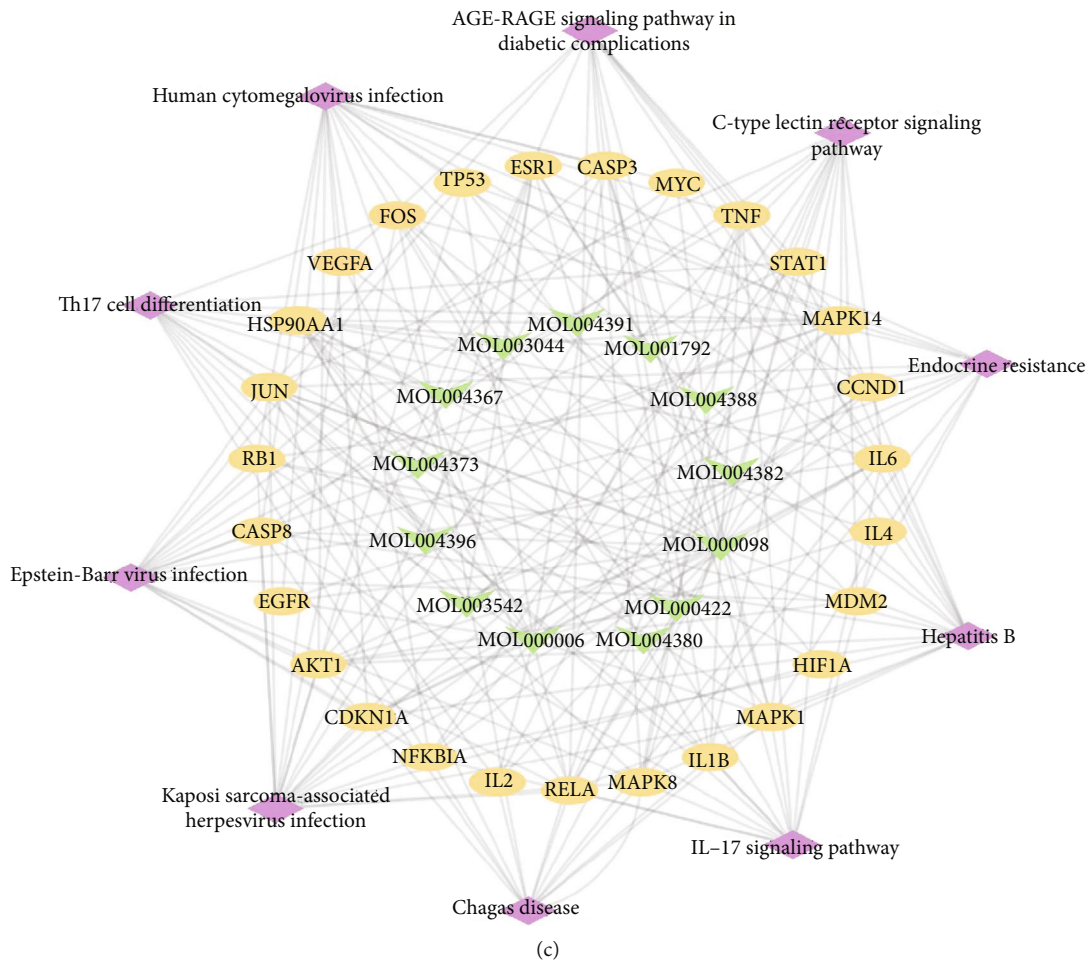 AGE-RAGE signaling pathway in
diabetic complications
Human cytomegalovirus infection
C-type lectin receptor signaling
pathway
ESR1
CASP3
TP53
MYC
FOS
TNF
VEGFA
STAT1
Th17 cell differentiation
HSP90AA1
MAPK14
MOL004391
MOL003044
MOL001792
Endocrine resistance
JUN
CCND1
MOL004367
MOL004388
RB1
IL6
MOL004373
MOL004382
CASP8
IL4
MOL004396
MOL000098
Epstein-Barr virus infection
EGFR
MDM2
MOL003542
MOL000422
Hepatitis B
MOL000006
MOL004380
AKT1
HIF1A
CDKN1A
MAPK1
NFKBIA
IL1B
IL2
RELA
MAPK8
Kaposi sarcoma-associated
herpesvirus infection
IL–17 signaling pathway
Chagas disease
(c)